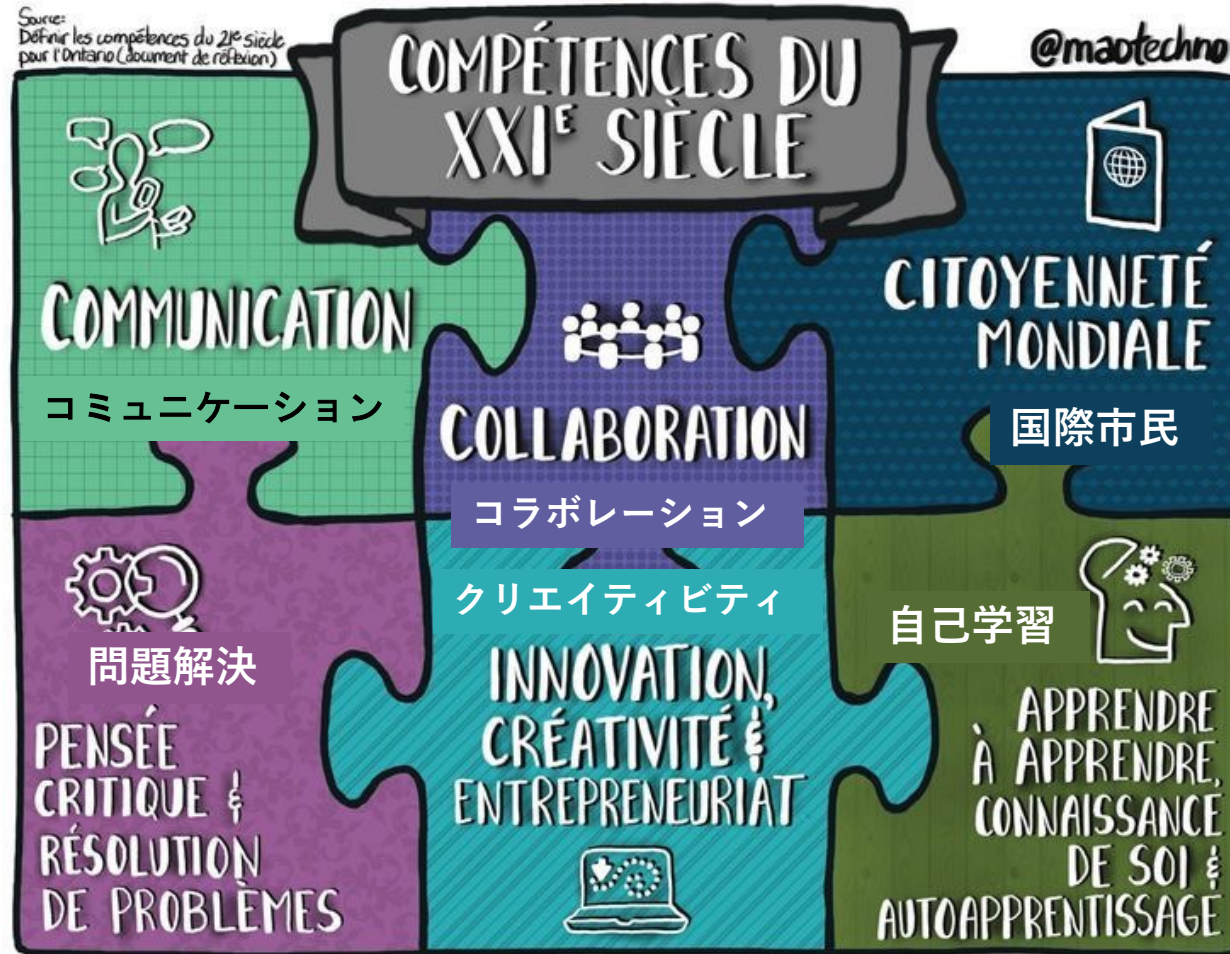 Source:
Définir les compétences du 21e siècle
pour l'Ontario (document de réflexion)
COMPÉTENCES DU
XXIE SIÈCLE
@maotechno
COMMUNICATION
コミュニケーション
COLLABORATION
コラボレーション
CITOYENNETÉ
MONDIALE
国際市民
問題解決
PENSÉE
CRITIQUE &
RÉSOLUTION
DE PROBLÈMES
クリエイティビティ
INNOVATION,
CRÉATIVITÉ &
ENTREPRENEURIAT
自己学習
APPRENDRE
À APPRENDRE,
CONNAISSANCE
DE SOI &
AUTOAPPRENTISSAGE